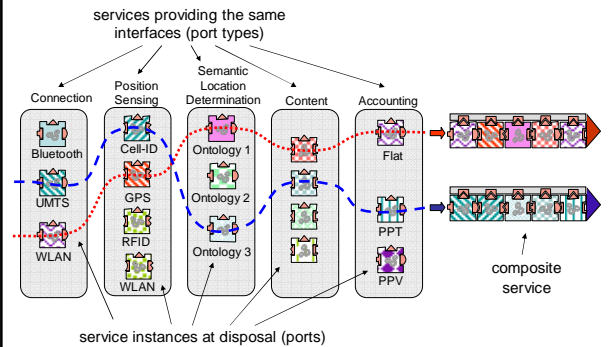 services providing the same
interfaces (port types)
Connection
Position
Sensing
Semantic
Location
Determination
Content
Accounting
Bluetooth
UMTS
WLAN
Cell-ID
GPS
RFID
WLAN
Ontology 1
Ontology 2
Ontology 3
Flat
PPT
PPV
composite
service
service instances at disposal (ports)